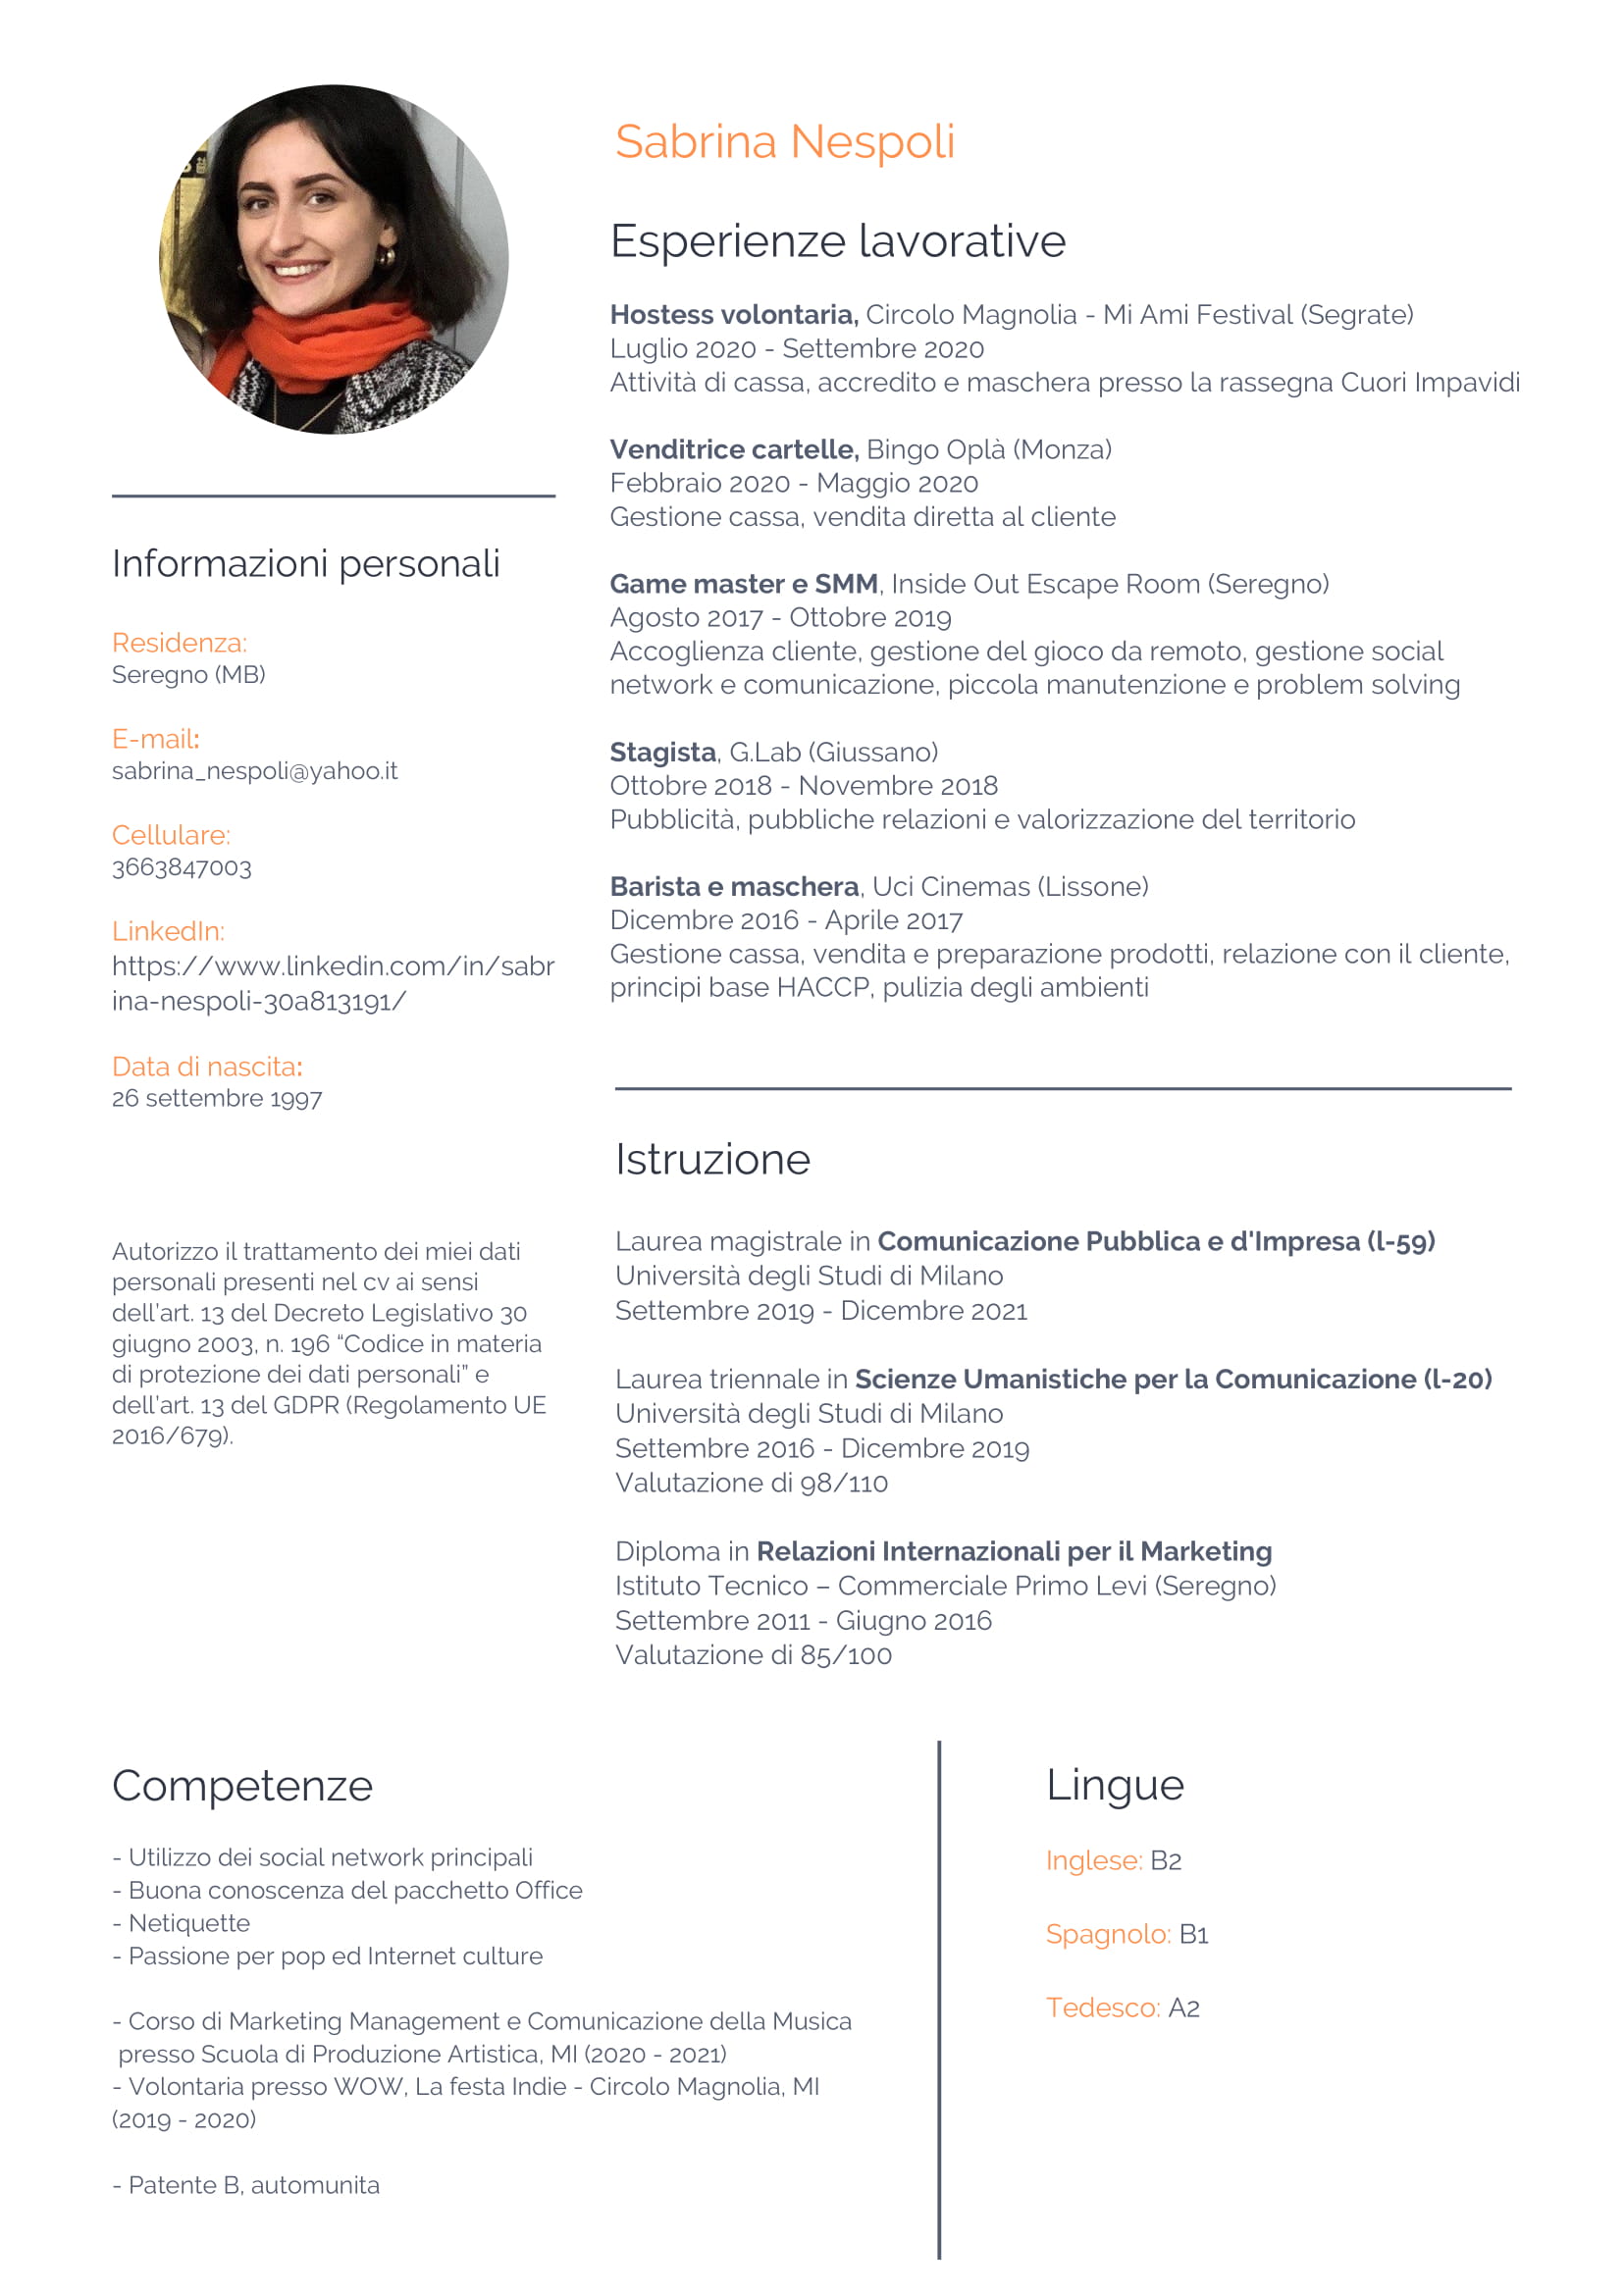 Sabrina Nespoli
Esperienze lavorative
Hostess volontaria, Circolo Magnolia - Mi Ami Festival (Segrate)
Luglio 2020 - Settembre 2020
Attività di cassa, accredito e maschera presso la rassegna Cuori Impavidi
Venditrice cartelle, Bingo Oplà (Monza)
Febbraio 2020 - Maggio 2020
Gestione cassa, vendita diretta al cliente
Game master e SMM, Inside Out Escape Room (Seregno)
Agosto 2017 - Ottobre 2019
Accoglienza cliente, gestione del gioco da remoto, gestione social
network e comunicazione, piccola manutenzione e problem solving
Stagista, G.Lab (Giussano)
Ottobre 2018 - Novembre 2018
Pubblicità, pubbliche relazioni e valorizzazione del territorio
Barista e maschera, Uci Cinemas (Lissone)
Dicembre 2016 - Aprile 2017
Gestione cassa, vendita e preparazione prodotti, relazione con il cliente,
principi base HACCP, pulizia degli ambienti
Informazioni personali
Residenza:
Seregno (MB)
E-mail:
sabrina_nespoli@yahoo.it
Cellulare:
3663847003
LinkedIn:
https://www.linkedin.com/in/sabr
ina-nespoli-30a813191/
Data di nascita:
26 settembre 1997
Autorizzo il trattamento dei miei dati
personali presenti nel cv ai sensi
dell'art. 13 del Decreto Legislativo 30
giugno 2003, n. 196 “Codice in materia
di protezione dei dati personali” e
dell'art. 13 del GDPR (Regolamento UE
2016/679).
Istruzione
Laurea magistrale in Comunicazione Pubblica e d'Impresa (l-59)
Università degli Studi di Milano
Settembre 2019 - Dicembre 2021
Laurea triennale in Scienze Umanistiche per la Comunicazione (l-20)
Università degli Studi di Milano
Settembre 2016 - Dicembre 2019
Valutazione di 98/110
Diploma in Relazioni Internazionali per il Marketing
Istituto Tecnico – Commerciale Primo Levi (Seregno)
Settembre 2011 - Giugno 2016
Valutazione di 85/100
Competenze
- Utilizzo dei social network principali
- Buona conoscenza del pacchetto Office
- Netiquette
- Passione per pop ed Internet culture
- Corso di Marketing Management e Comunicazione della Musica
presso Scuola di Produzione Artistica, MI (2020 - 2021)
- Volontaria presso WOW, La festa Indie - Circolo Magnolia, MI
(2019 - 2020)
- Patente B, automunita
Lingue
Inglese: B2
Spagnolo: B1
Tedesco: A2